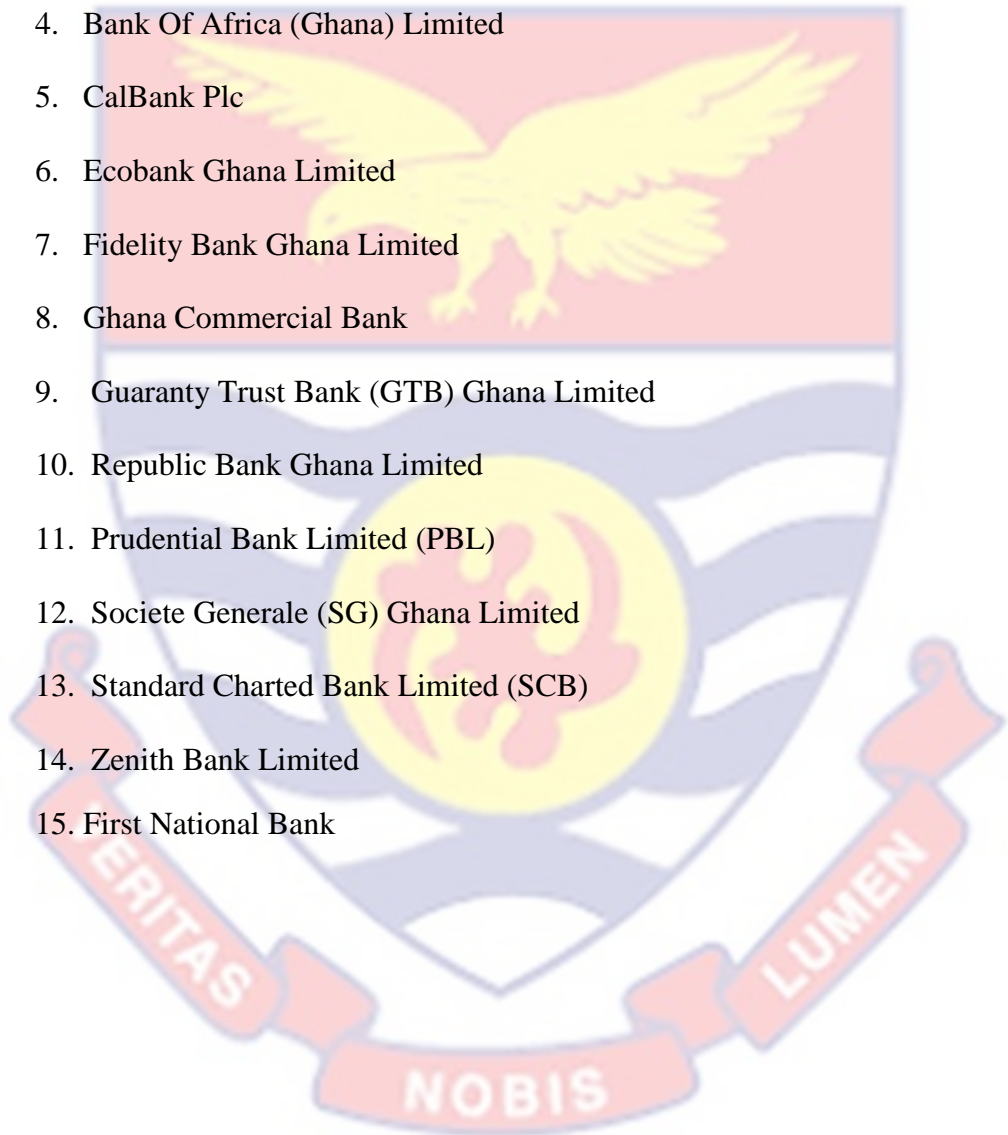 4. Bank Of Africa (Ghana) Limited
5. CalBank Plc
6. Ecobank Ghana Limited
7. Fidelity Bank Ghana Limited
8. Ghana Commercial Bank
9. Guaranty Trust Bank (GTB) Ghana Limited
10. Republic Bank Ghana Limited
11. Prudential Bank Limited (PBL)
12. Societe Generale (SG) Ghana Limited
13. Standard Charted Bank Limited (SCB)
14. Zenith Bank Limited
15. First National Bank
VERITAS NOBIS LUMEN